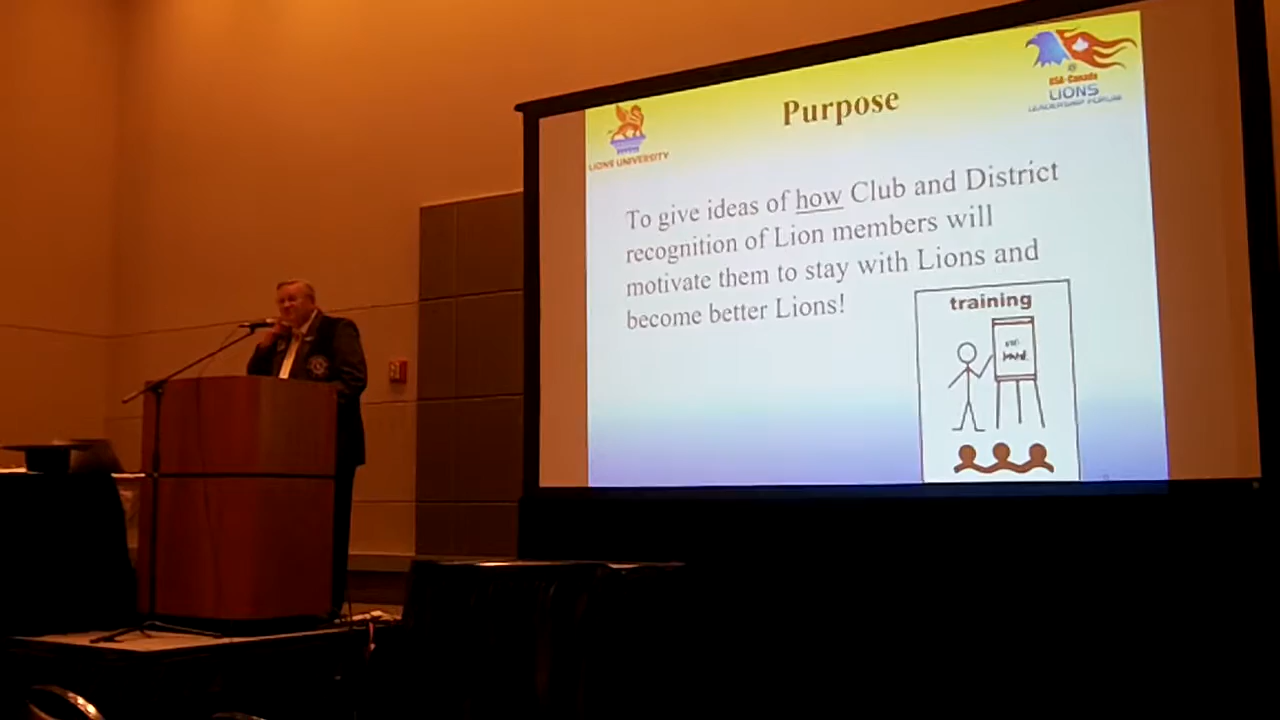 Purpose
LIONS UNIVERSITY
USA-Canada
LIONS
LEADERSHIP FORUM
To give ideas of how Club and District
recognition of Lion members will
motivate them to stay with Lions and
become better Lions!
training